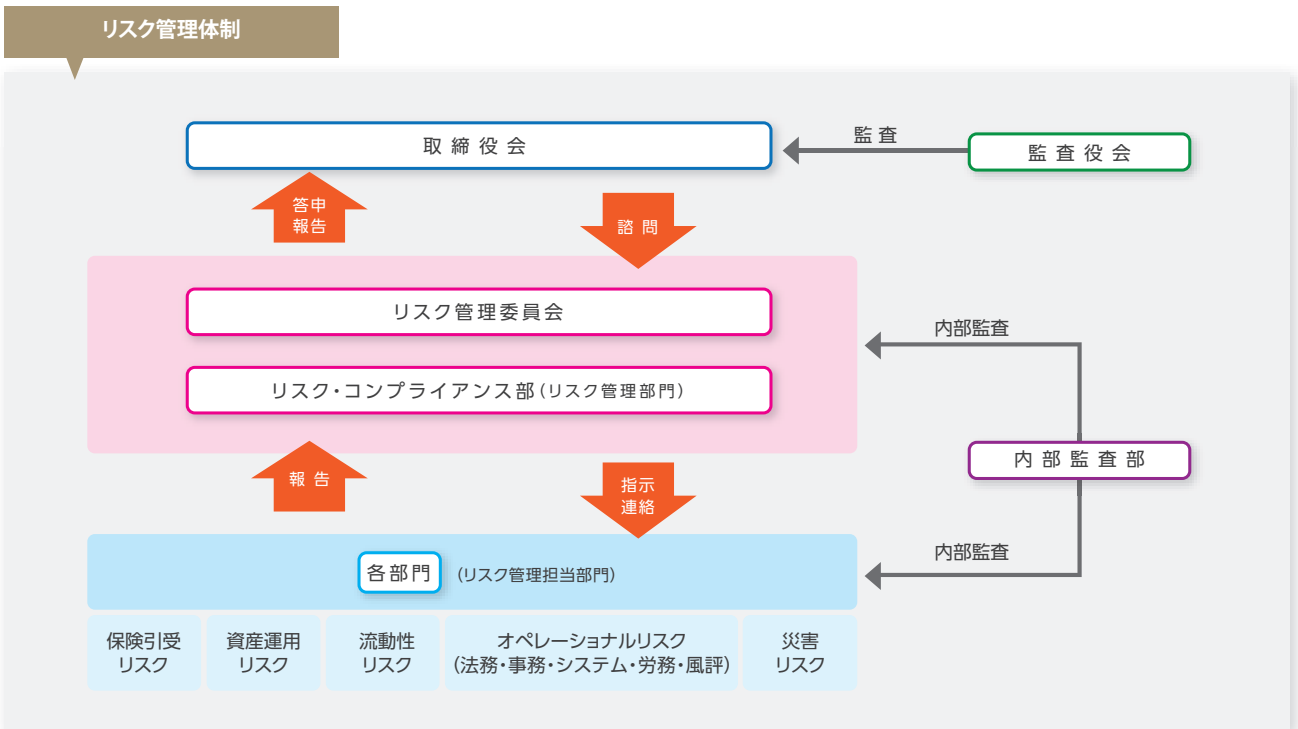 リスク管理体制
取締役会
監査
監査役会
答申
報告
諮問
リスク管理委員会
内部監査
リスク・コンプライアンス部(リスク管理部門)
内部監査部
報告
指示
連絡
内部監査
各部門 (リスク管理担当部門)
保険引受
リスク
資産運用
リスク
流動性
リスク
オペレーショナルリスク
(法務・事務・システム・労務・風評)
災害
リスク